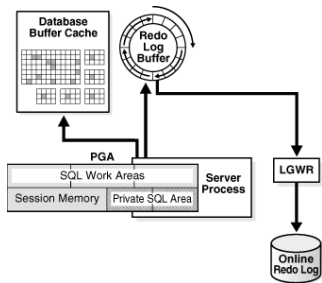 Database
Buffer Cache
Redo
Log
Buffer
PGA
SQL Work Areas
Server
Process
Session Memory
Private SQL Area
LGWR
Online
Redo Log